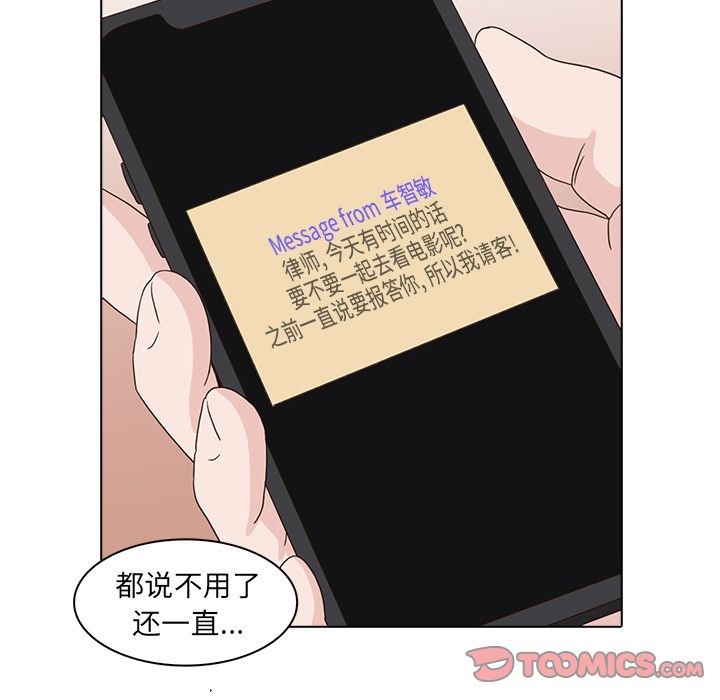 Message from 车智敏
律师, 今天有时间的话
要不要一起去看电影呢?
之前一直说要报答你, 所以我请客!
都说不用了
还一直...
TOOMICS.COM